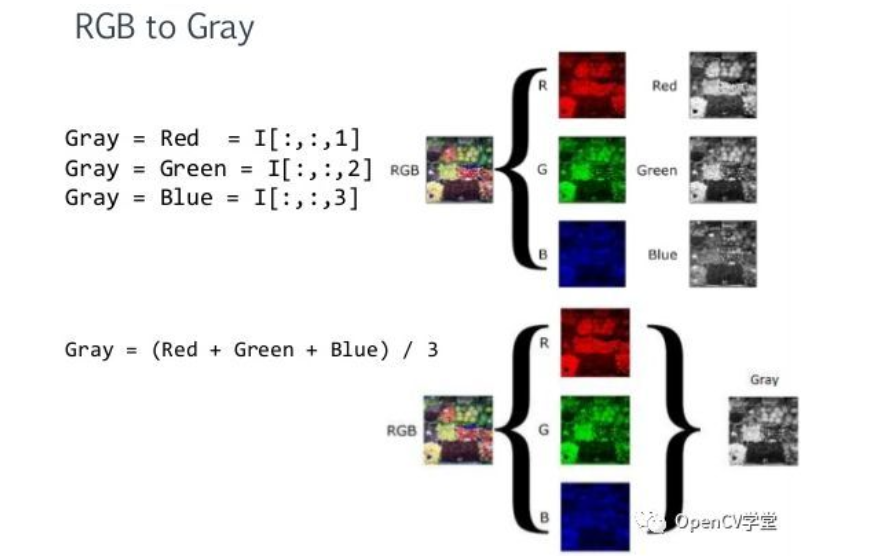 RGB to Gray
Gray = Red  = I[:,:,1]
Gray = Green = I[:,:,2]
Gray = Blue = I[:,:,3]
RGB
R
Red
G
Green
B
Blue
Gray = (Red + Green + Blue) / 3
RGB
R
G
B
Gray
OpenCV学堂